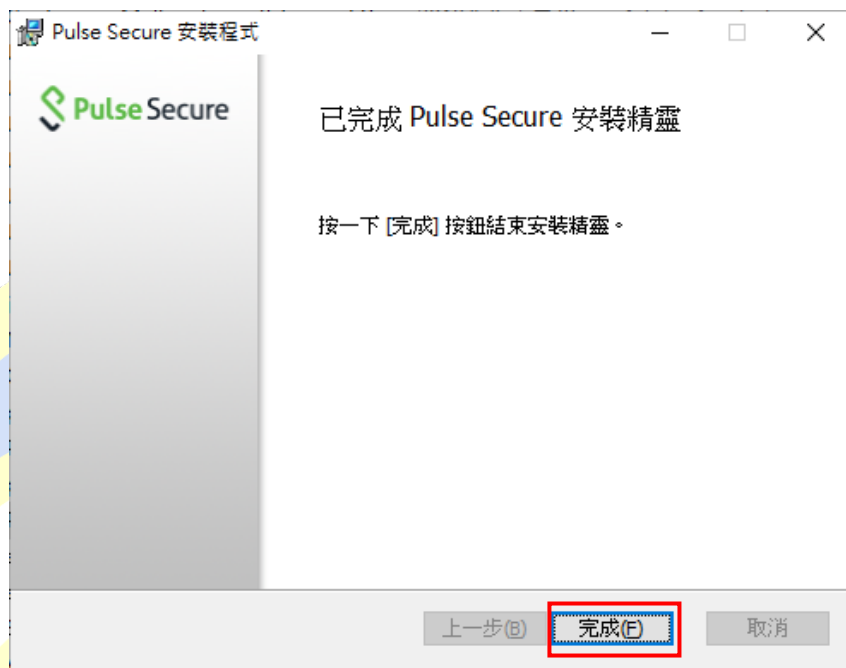 Pulse Secure 安裝程式
Pulse Secure
已完成 Pulse Secure 安裝精靈
按一下 [完成] 按鈕結束安裝精靈。
上一步(B) 完成(F) 取消